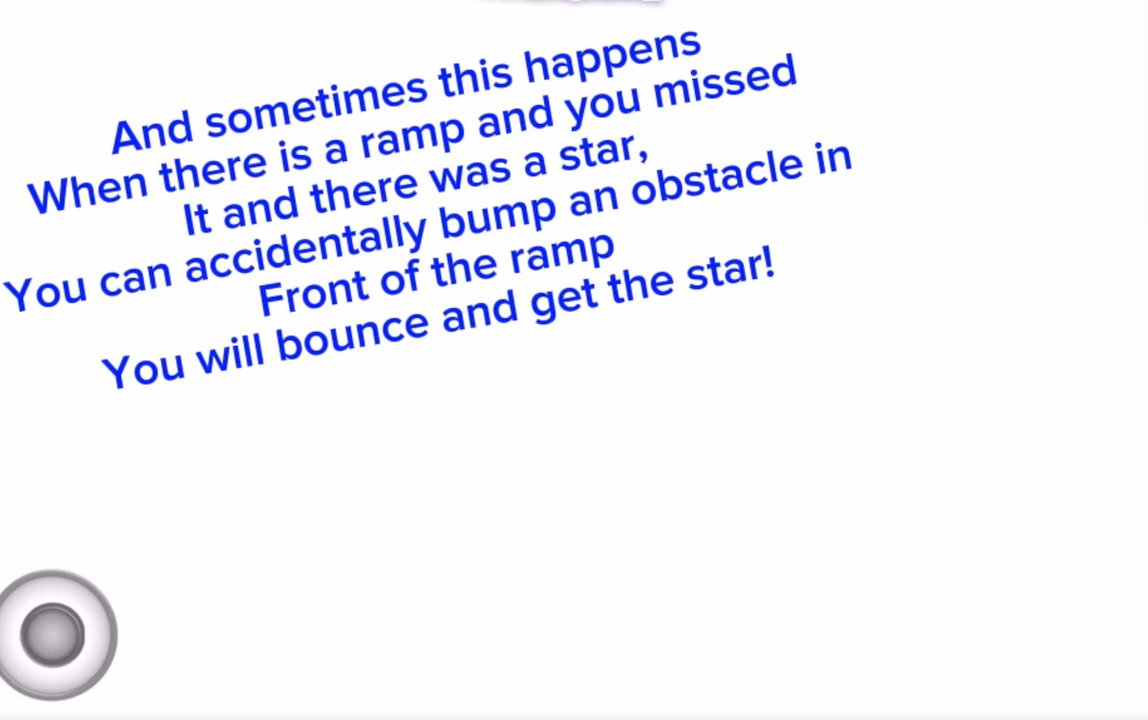 And sometimes this happens
When there is a ramp and you missed
It and there was a star,
You can accidentally bump an obstacle in
Front of the ramp
You will bounce and get the star!